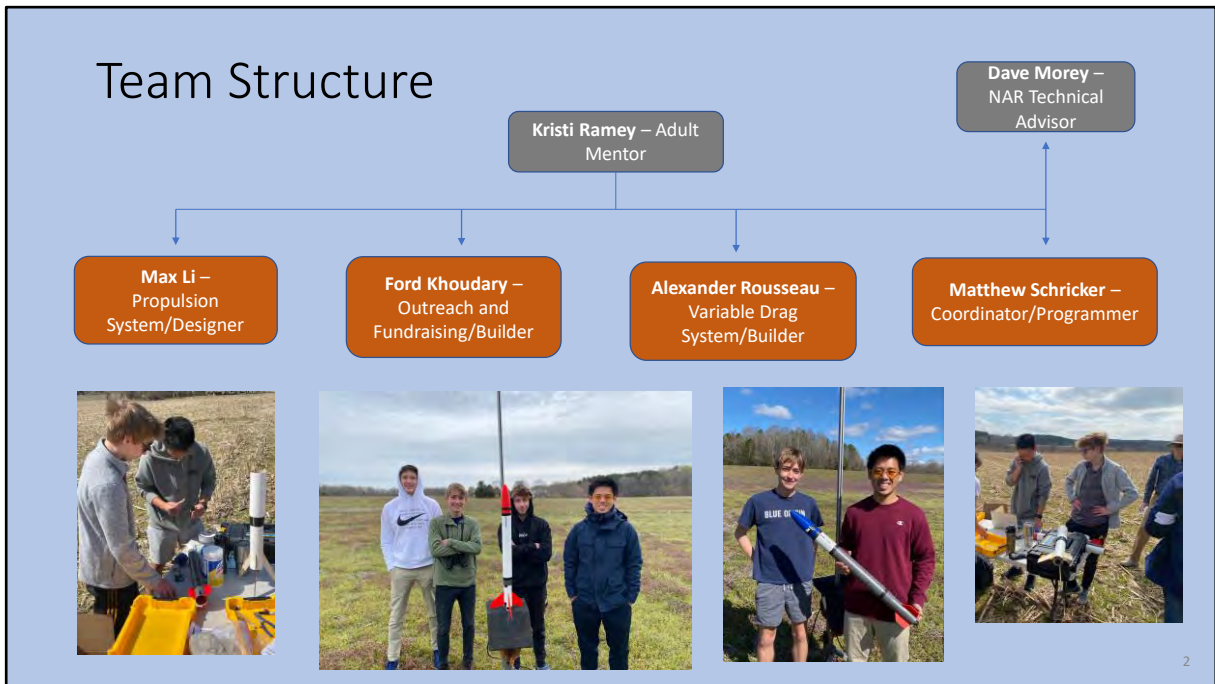 Team Structure
Dave Morey –
NAR Technical
Advisor
Kristi Ramey – Adult
Mentor
Max Li –
Propulsion
System/Designer
Ford Khoudary –
Outreach and
Fundraising/Builder
Alexander Rousseau –
Variable Drag
System/Builder
Matthew Schricker –
Coordinator/Programmer
BLUE ORIGIN
2